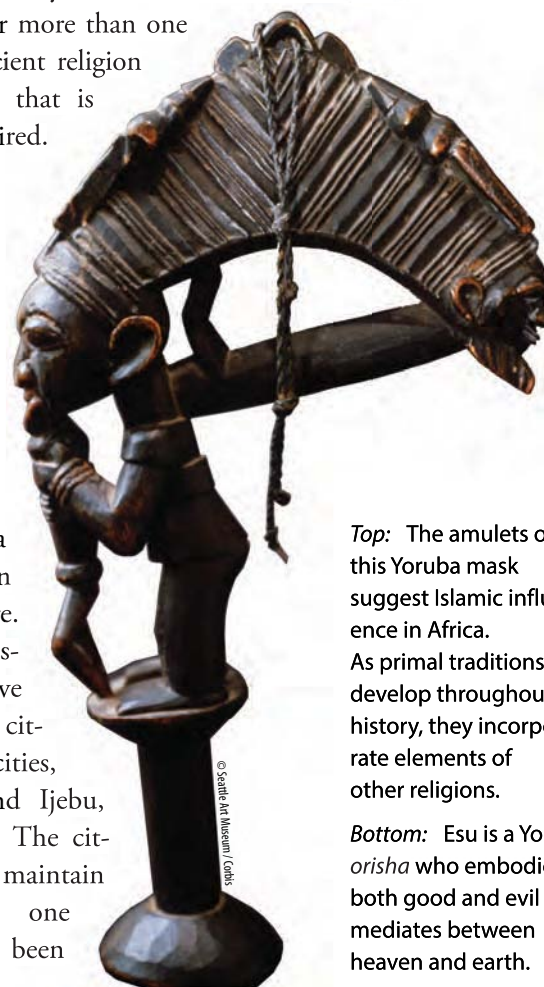 r more than one
cient religion
that is
ired.
a
n
e.
s-
ve
cit-
cities,
nd Ijebu,
The cit-
maintain
one
been
© Seattle Art Museum / Corbis
Top: The amulets o
this Yoruba mask
suggest Islamic influ
ence in Africa.
As primal traditions
develop throughout
history, they incorpo
rate elements of
other religions.
Bottom: Esu is a Yo
orisha who embodie
both good and evil
mediates between
heaven and earth.